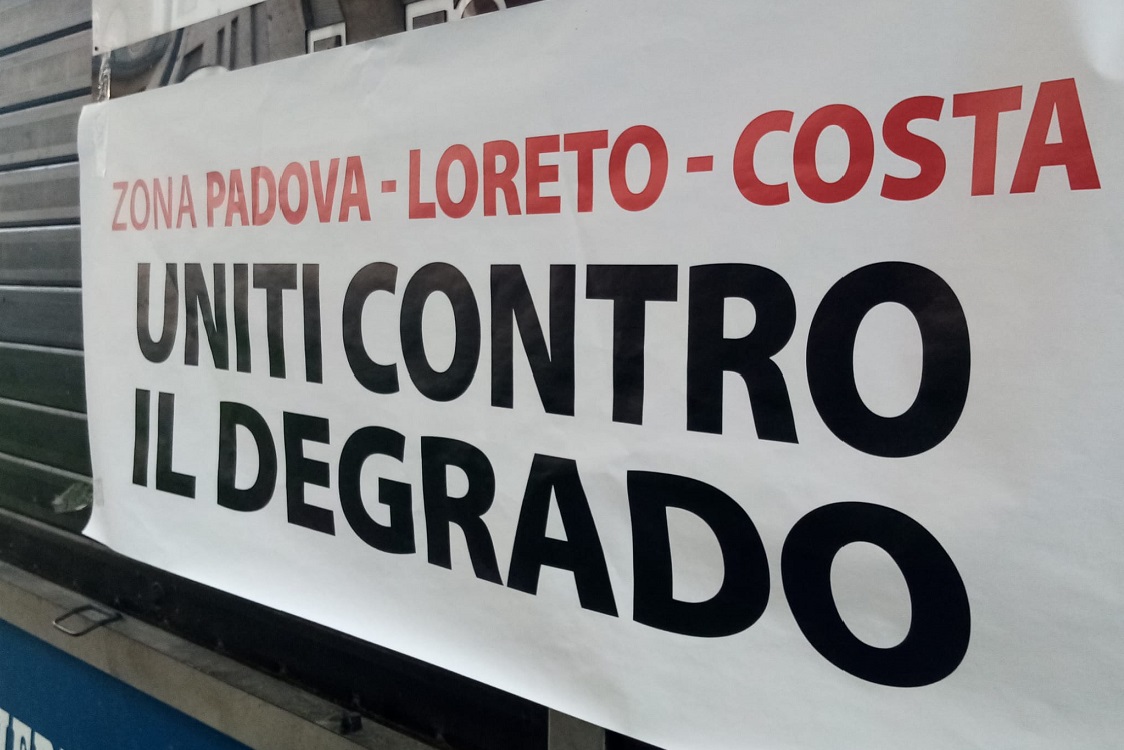 ZONA PADOVA - LORETO - COSTA
UNITI CONTRO
IL DEGRADO